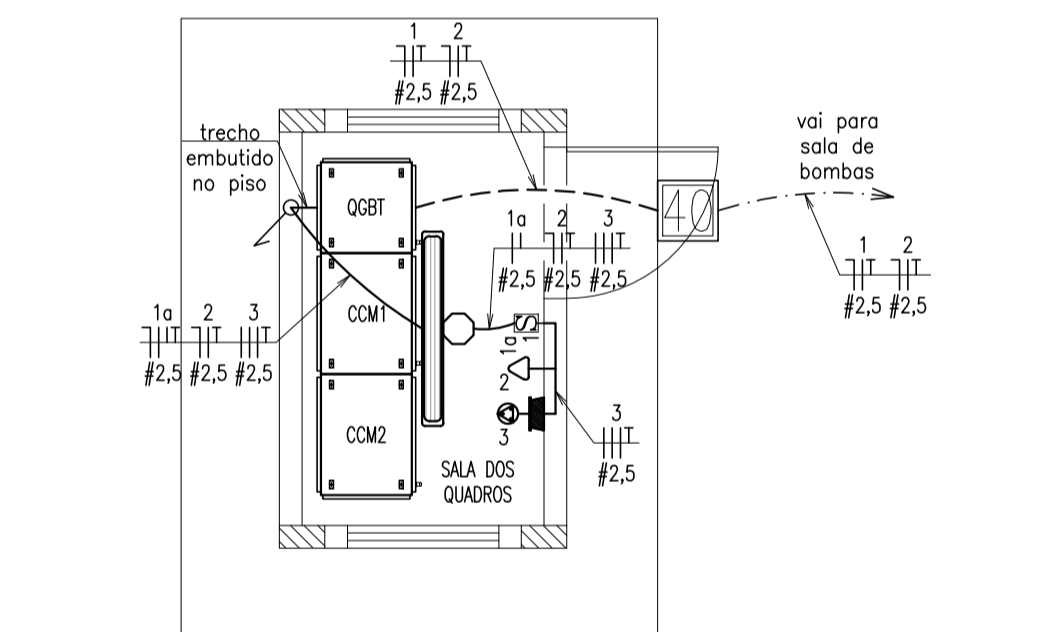 1 2
#2,5 #2,5
trecho
embutido
no piso
vai para
sala de
bombas
QGBT
40
1a 2 3
#2,5 #2,5 #2,5
1 2
#2,5 #2,5
1a 2 3
#2,5 #2,5 #2,5
CCM1
S
1a
1
2
3
3
#2,5
CCM2
SALA DOS
QUADROS